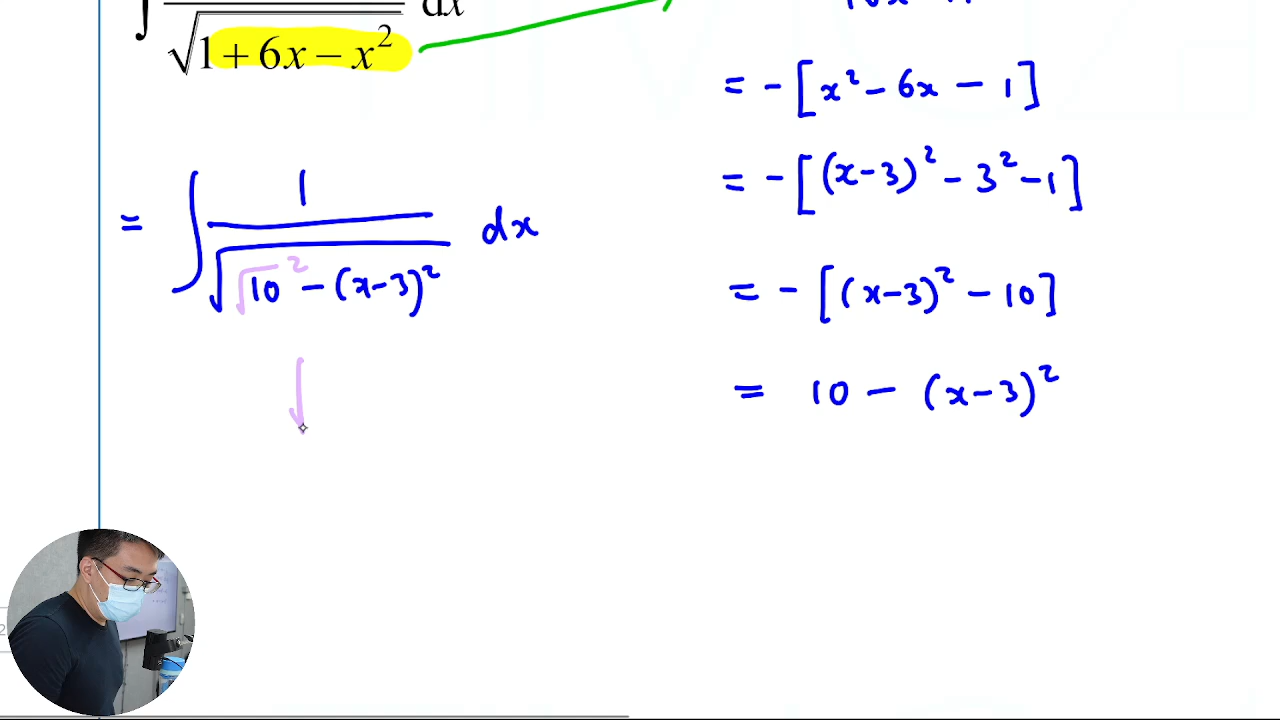 ∫ dx
√(1 + 6x − x²)
= −[x² − 6x − 1]
= −[(x−3)² − 3² − 1]
= ∫ 1/√(√10² − (x−3)²) dx
= −[(x−3)² − 10]
= 10 − (x−3)²
2